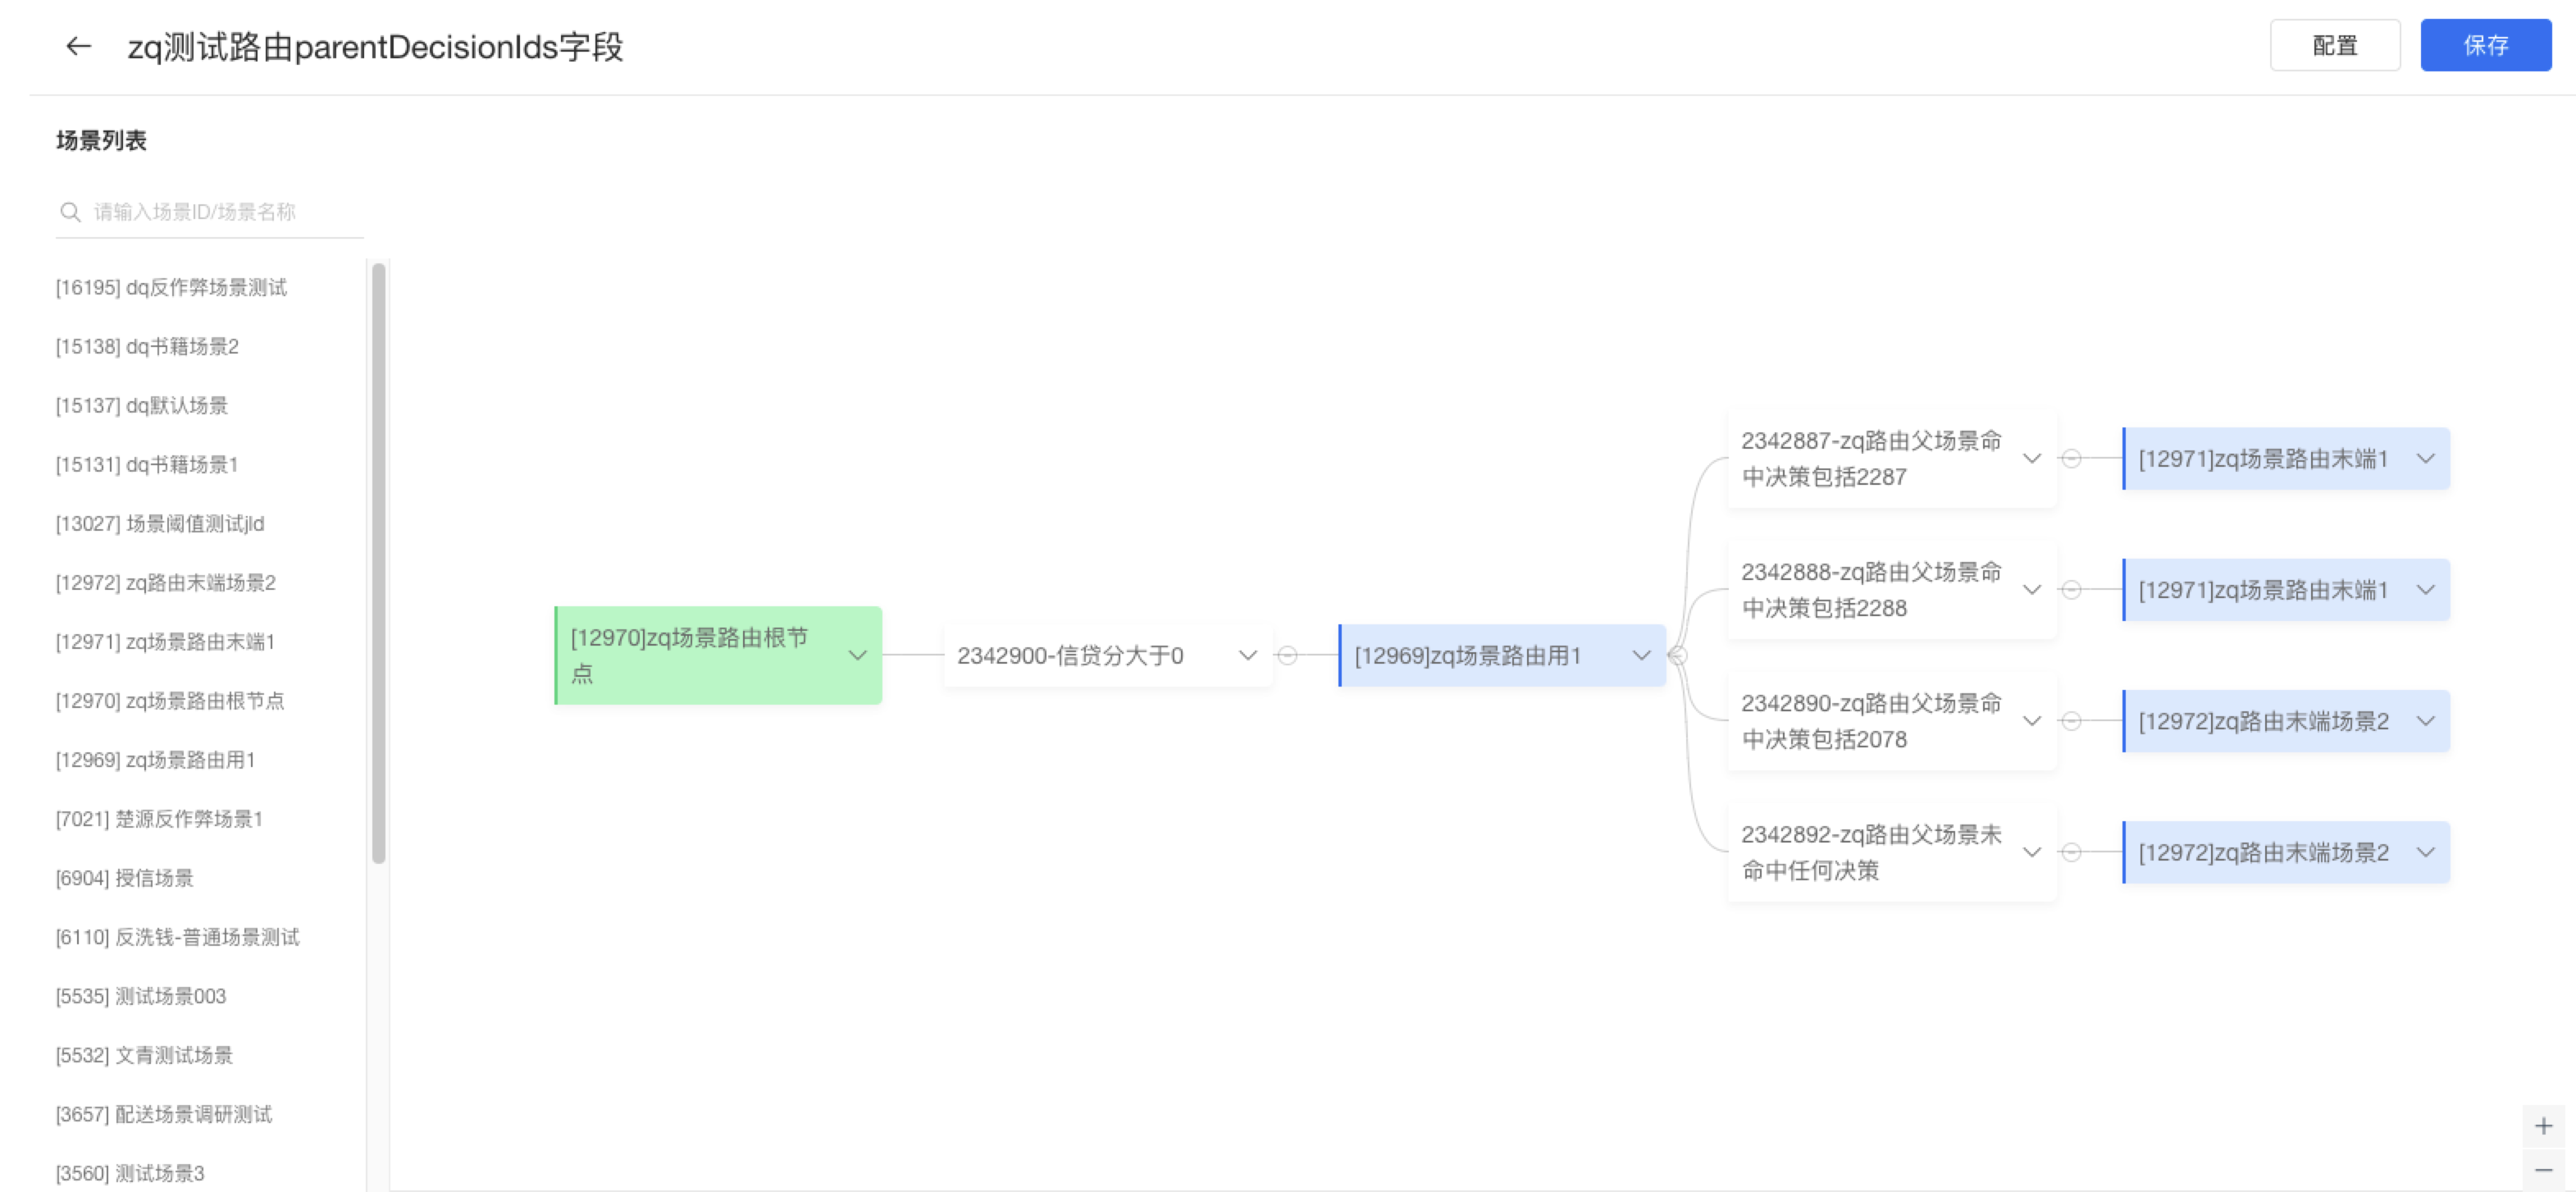 zq测试路由parentDecisionIds字段
配置
保存
场景列表
请输入场景ID/场景名称
[16195] dq反作弊场景测试
[15138] dq书籍场景2
[15137] dq默认场景
[15131] dq书籍场景1
[13027] 场景阈值测试jld
[12972] zq路由末端场景2
[12971] zq场景路由末端1
[12970] zq场景路由根节点
[12969] zq场景路由用1
[7021] 楚源反作弊场景1
[6904] 授信场景
[6110] 反洗钱-普通场景测试
[5535] 测试场景003
[5532] 文青测试场景
[3657] 配送场景调研测试
[3560] 测试场景3
[12970]zq场景路由根节
点
2342900-信贷分大于0
[12969]zq场景路由用1
2342887-zq路由父场景命
中决策包括2287
[12971]zq场景路由末端1
2342888-zq路由父场景命
中决策包括2288
[12971]zq场景路由末端1
2342890-zq路由父场景命
中决策包括2078
[12972]zq路由末端场景2
2342892-zq路由父场景未
命中任何决策
[12972]zq路由末端场景2